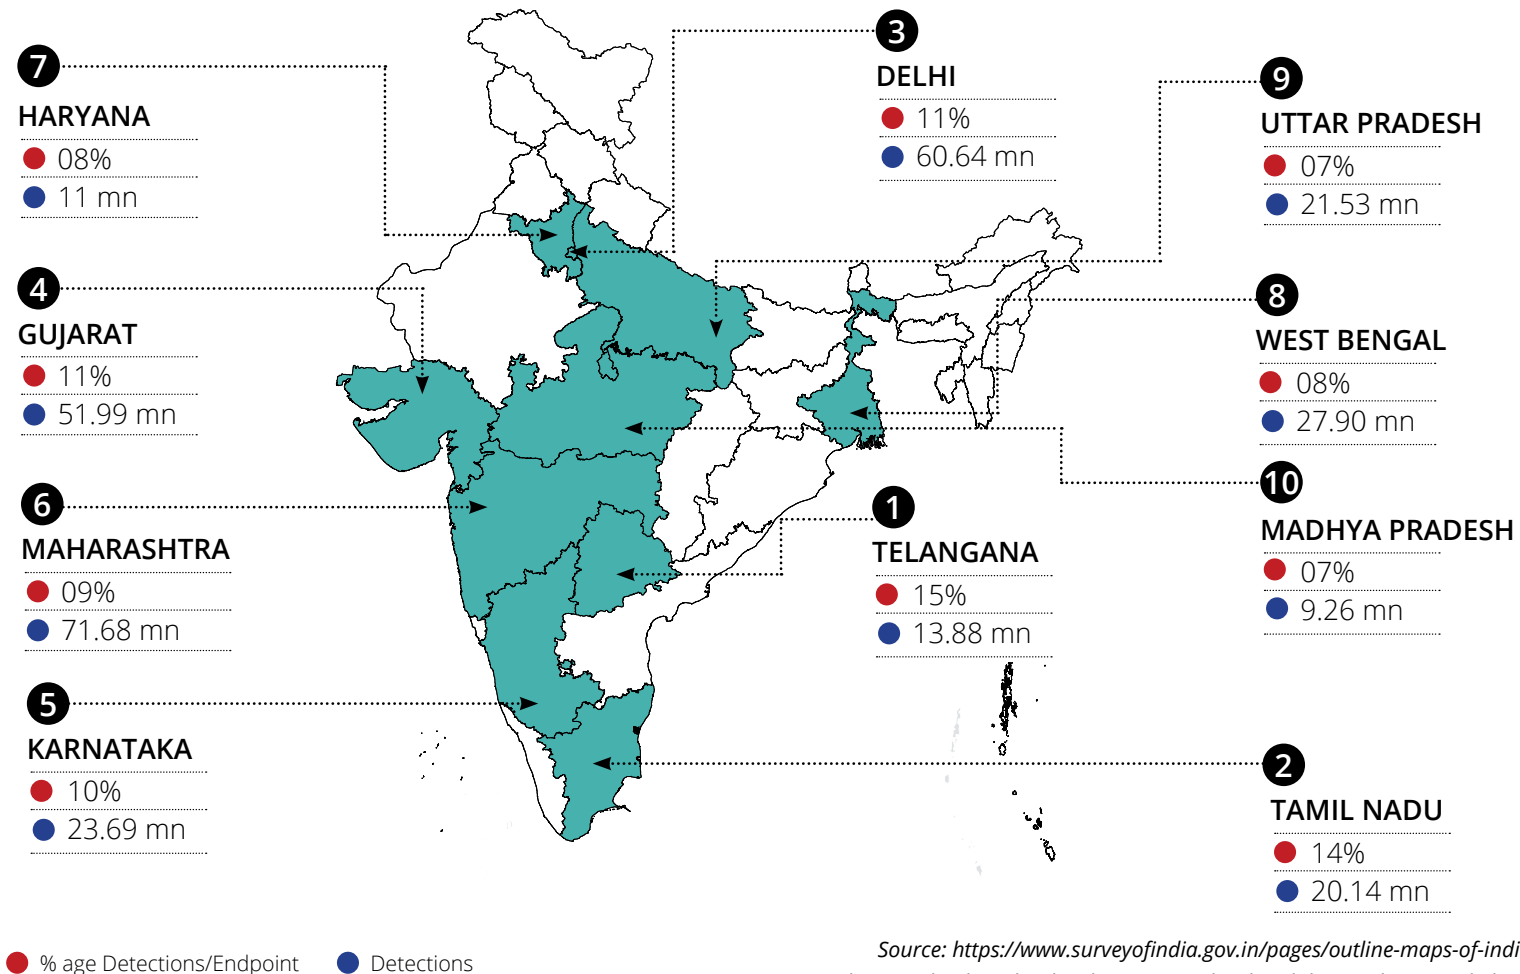 7
HARYANA
08%
11 mn
4
GUJARAT
11%
51.99 mn
6
MAHARASHTRA
09%
71.68 mn
5
KARNATAKA
10%
23.69 mn
3
DELHI
11%
60.64 mn
1
TELANGANA
15%
13.88 mn
9
UTTAR PRADESH
07%
21.53 mn
8
WEST BENGAL
08%
27.90 mn
10
MADHYA PRADESH
07%
9.26 mn
2
TAMIL NADU
14%
20.14 mn
% age Detections/Endpoint
Detections
Source: https://www.surveyofindia.gov.in/pages/outline-maps-of-indi